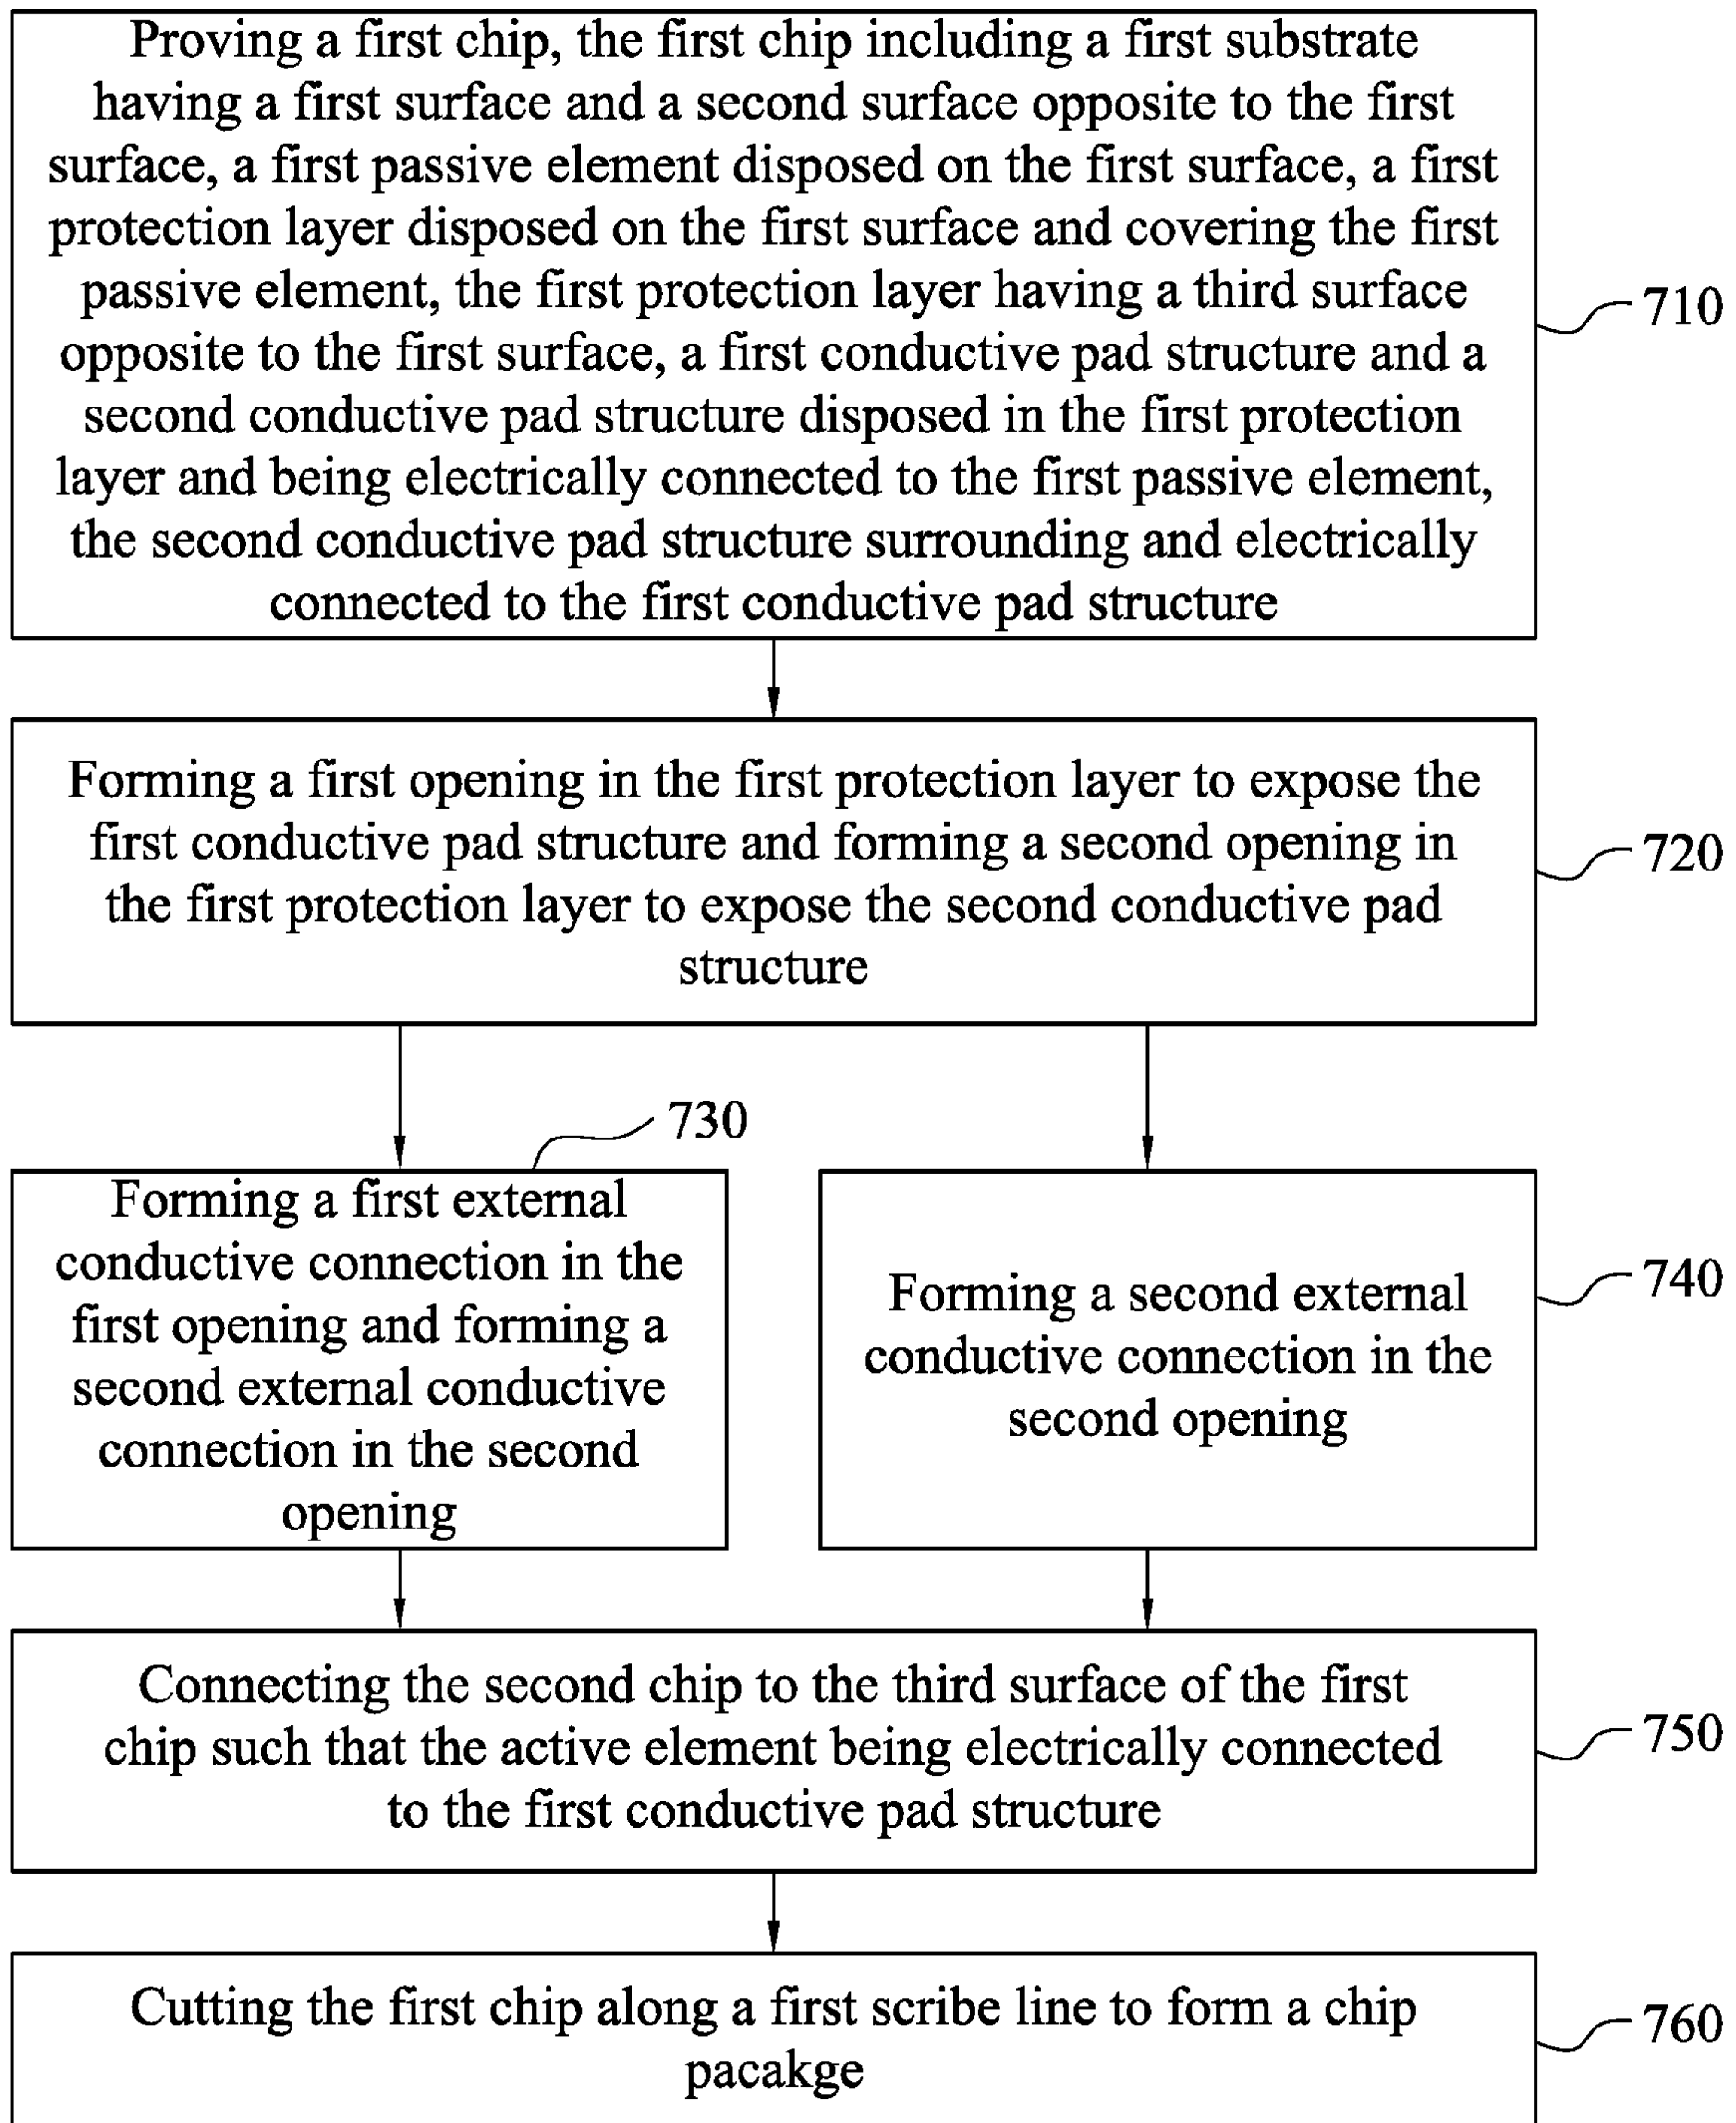 Proving a first chip, the first chip including a first substrate
having a first surface and a second surface opposite to the first
surface, a first passive element disposed on the first surface, a first
protection layer disposed on the first surface and covering the first
passive element, the first protection layer having a third surface
opposite to the first surface, a first conductive pad structure and a
second conductive pad structure disposed in the first protection
layer and being electrically connected to the first passive element,
the second conductive pad structure surrounding and electrically
connected to the first conductive pad structure
710
Forming a first opening in the first protection layer to expose the
first conductive pad structure and forming a second opening in
the first protection layer to expose the second conductive pad
structure
720
730
Forming a first external
conductive connection in the
first opening and forming a
second external conductive
connection in the second
opening
Forming a second external
conductive connection in the
second opening
740
Connecting the second chip to the third surface of the first
chip such that the active element being electrically connected
to the first conductive pad structure
750
Cutting the first chip along a first scribe line to form a chip
pacakge
760